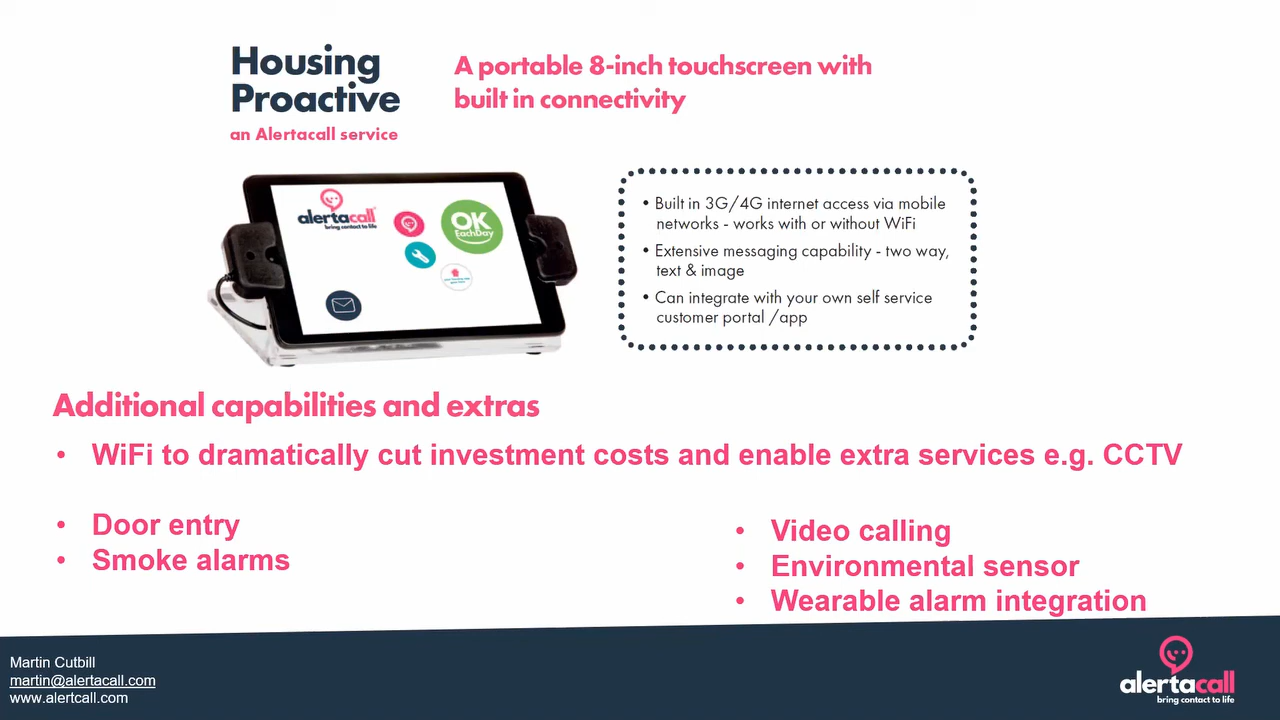 Housing
Proactive
an Alertacall service
A portable 8-inch touchscreen with
built in connectivity
alertacall
bring contact to life
OK
EachDay
• Built in 3G/4G internet access via mobile
networks - works with or without WiFi
• Extensive messaging capability - two way,
text & image
• Can integrate with your own self service
customer portal /app
Additional capabilities and extras
• WiFi to dramatically cut investment costs and enable extra services e.g. CCTV
• Door entry
• Smoke alarms
• Video calling
• Environmental sensor
• Wearable alarm integration
Martin Cutbill
martin@alertacall.com
www.alertcall.com
alertacall
bring contact to life